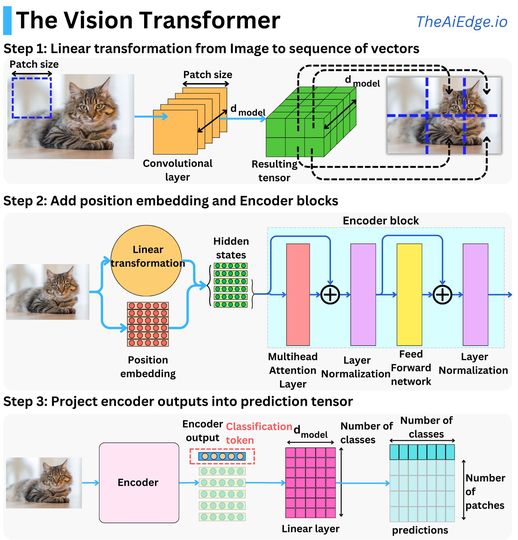 The Vision Transformer
TheAiEdge.io
Step 1: Linear transformation from Image to sequence of vectors
Patch size
Patch size
d model
d model
Convolutional
layer
Resulting
tensor
Step 2: Add position embedding and Encoder blocks
Linear
transformation
Position
embedding
Hidden
states
Encoder block
Multihead
Attention
Layer
Layer
Normalization
Feed
Forward
network
Layer
Normalization
Step 3: Project encoder outputs into prediction tensor
Encoder
Encoder
output
Classification
token
d model
Number of
classes
Linear layer
Number of
classes
Number
of
patches
predictions